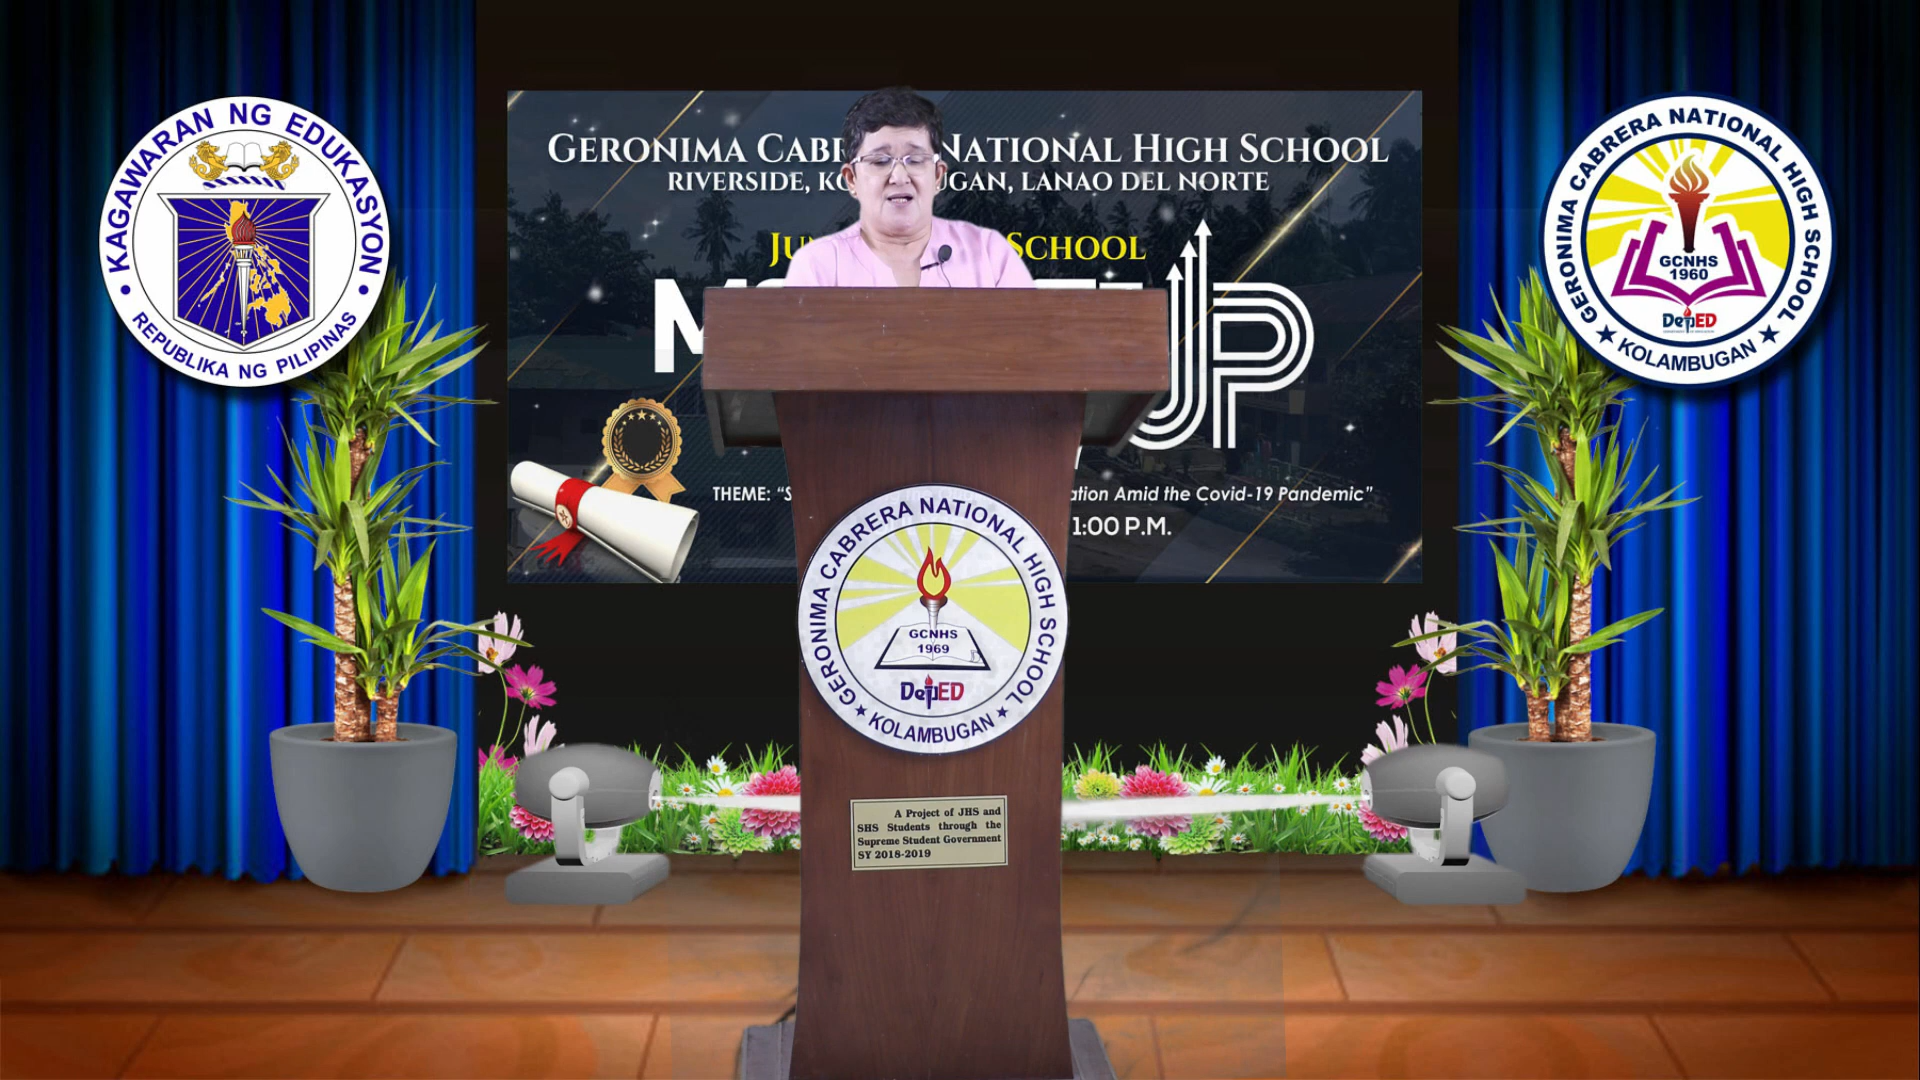 KAGAWARAN NG EDUKASYON
REPUBLIKA NG PILIPINAS
GERONIMA CABR NATIONAL HIGH SCHOOL
RIVERSIDE, KO UGAN, LANAO DEL NORTE
JU SCHOOL
M UP
THEME: “S ation Amid the Covid-19 Pandemic”
1:00 P.M.
GERONIMA CABRERA NATIONAL HIGH SCHOOL
GCNHS
1960
DepED
KOLAMBUGAN
GERONIMA CABRERA NATIONAL HIGH SCHOOL
GCNHS
1969
DepED
KOLAMBUGAN
A Project of JHS and
SHS Students through the
Supreme Student Government
SY 2018-2019